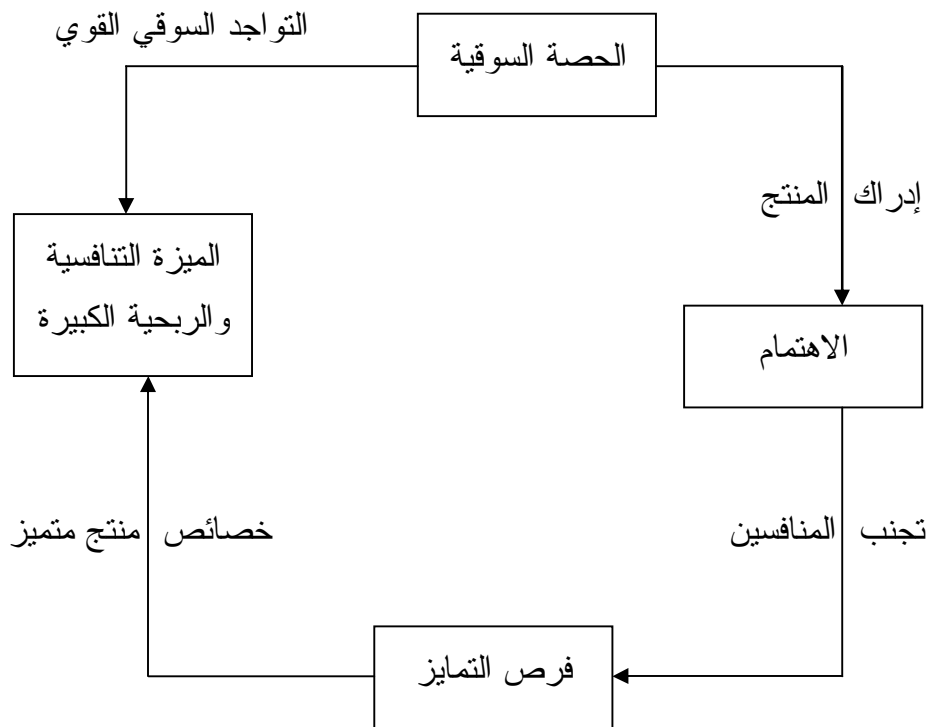 التواجد السوقي القوي
الحصة السوقية
إدراك المنتج
الميزة التنافسية
والربحية الكبيرة
الاهتمام
تجنب المنافسين
خصائص منتج متميز
فرص التمايز